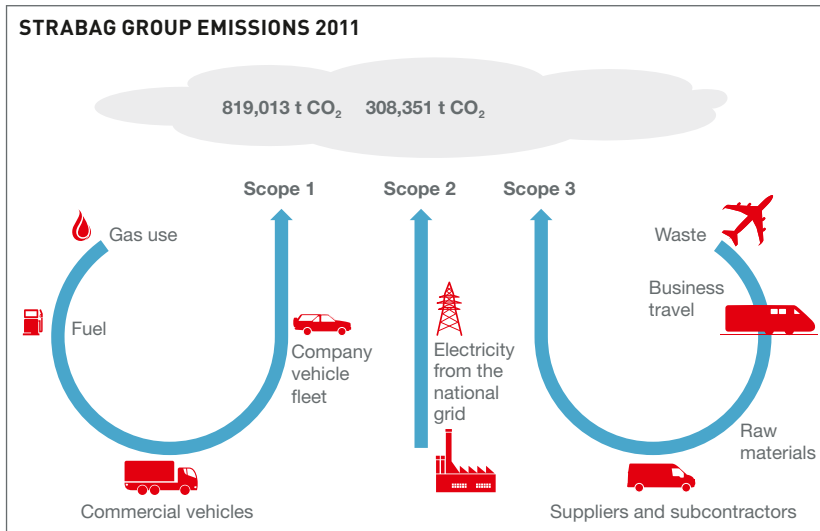 STRABAG GROUP EMISSIONS 2011
819,013 t CO₂ 308,351 t CO₂
Scope 1 Scope 2 Scope 3
Gas use
Fuel
Company
vehicle
fleet
Commercial vehicles
Electricity
from the
national
grid
Waste
Business
travel
Raw
materials
Suppliers and subcontractors